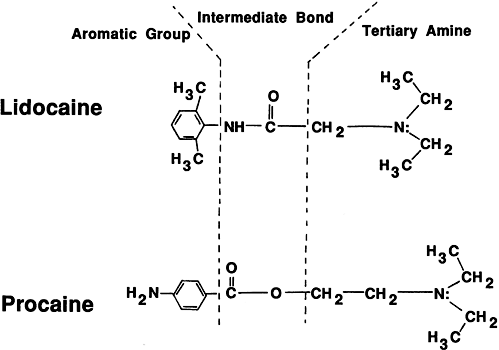 Aromatic Group
Intermediate Bond
Tertiary Amine
Lidocaine
H₃C
H₃C
NH
C
O
CH₂
N:
CH₂
H₃C
CH₂
H₃C
Procaine
H₂N
C
O
O
CH₂
CH₂
N:
CH₂
H₃C
CH₂
H₃C